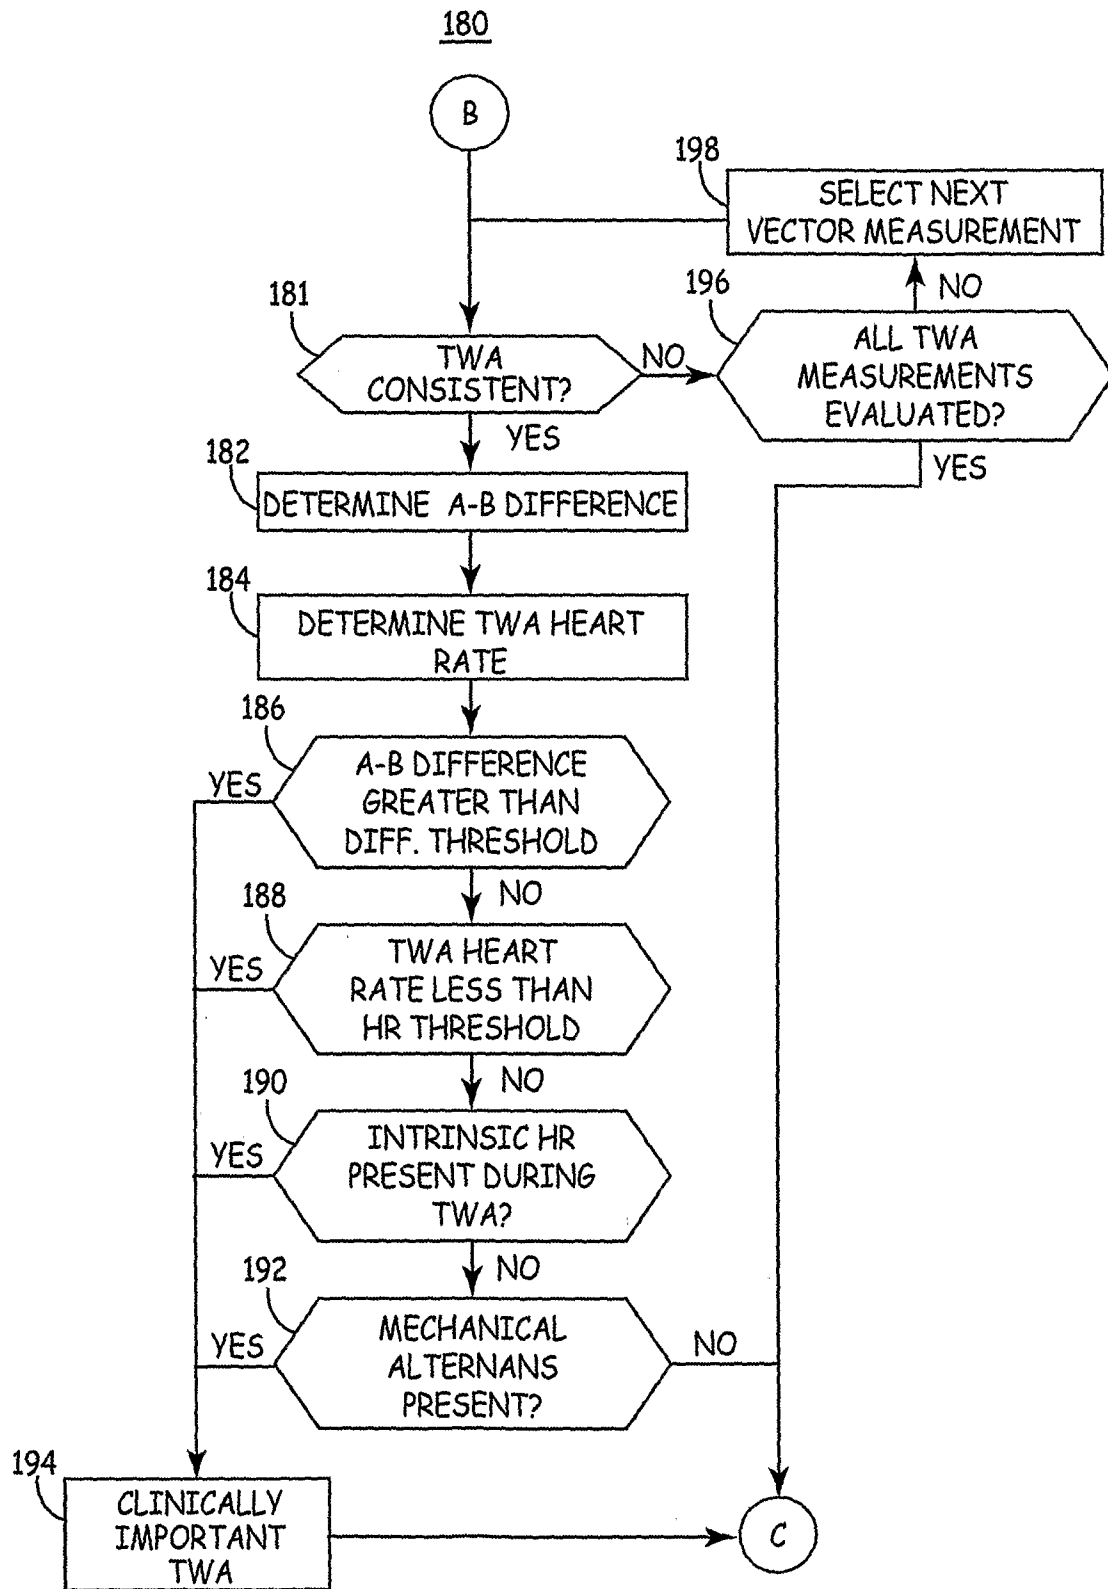 180
B
198
SELECT NEXT
VECTOR MEASUREMENT
NO
196
ALL TWA
MEASUREMENTS
EVALUATED?
YES
181
TWA
CONSISTENT?
NO
YES
182
DETERMINE A-B DIFFERENCE
184
DETERMINE TWA HEART
RATE
186
A-B DIFFERENCE
GREATER THAN
DIFF. THRESHOLD
YES
NO
188
TWA HEART
RATE LESS THAN
HR THRESHOLD
YES
NO
190
INTRINSIC HR
PRESENT DURING
TWA?
YES
NO
192
MECHANICAL
ALTERNANS
PRESENT?
YES
NO
194
CLINICALLY
IMPORTANT
TWA
C